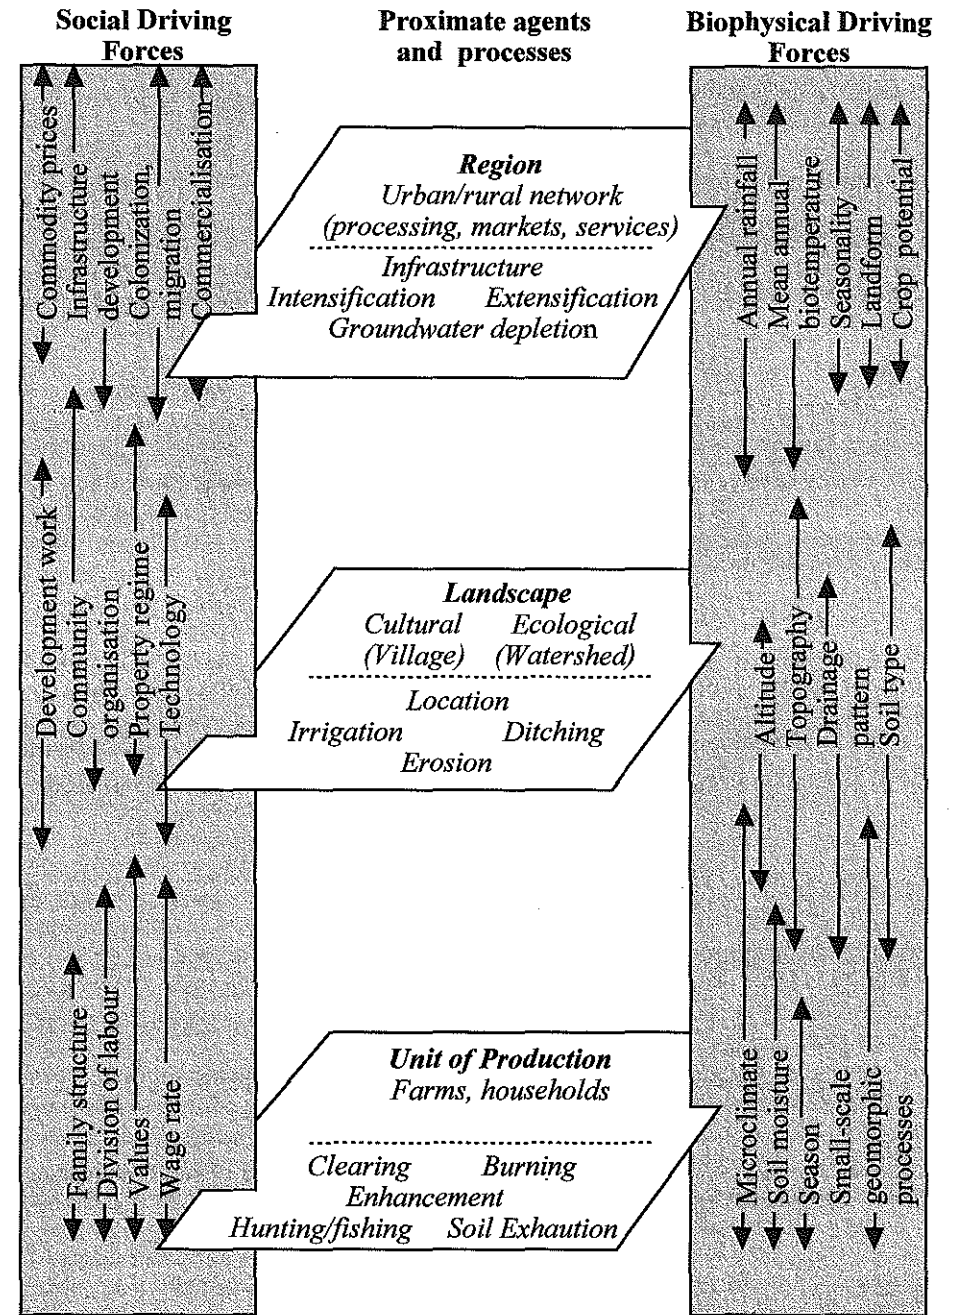 Social Driving
Forces
Proximate agents
and processes
Biophysical Driving
Forces
Commodity prices
Infrastructure
development
Colonization,
migration
Commercialisation
Development work
Community
organisation
Property regime
Technology
Family structure
Division of labour
Values
Wage rate
Region
Urban/rural network
(processing, markets, services)
Infrastructure
Intensification Extensification
Groundwater depletion
Landscape
Cultural Ecological
(Village) (Watershed)
Location
Irrigation Ditching
Erosion
Unit of Production
Farms, households
Clearing Burning
Enhancement
Hunting/fishing Soil Exhaution
Annual rainfall
Mean annual
biotemperature
Seasonality
Landform
Crop potential
Altitude
Topography
Drainage
pattern
Soil type
Microclimate
Soil moisture
Season
Small-scale
geomorphic
processes